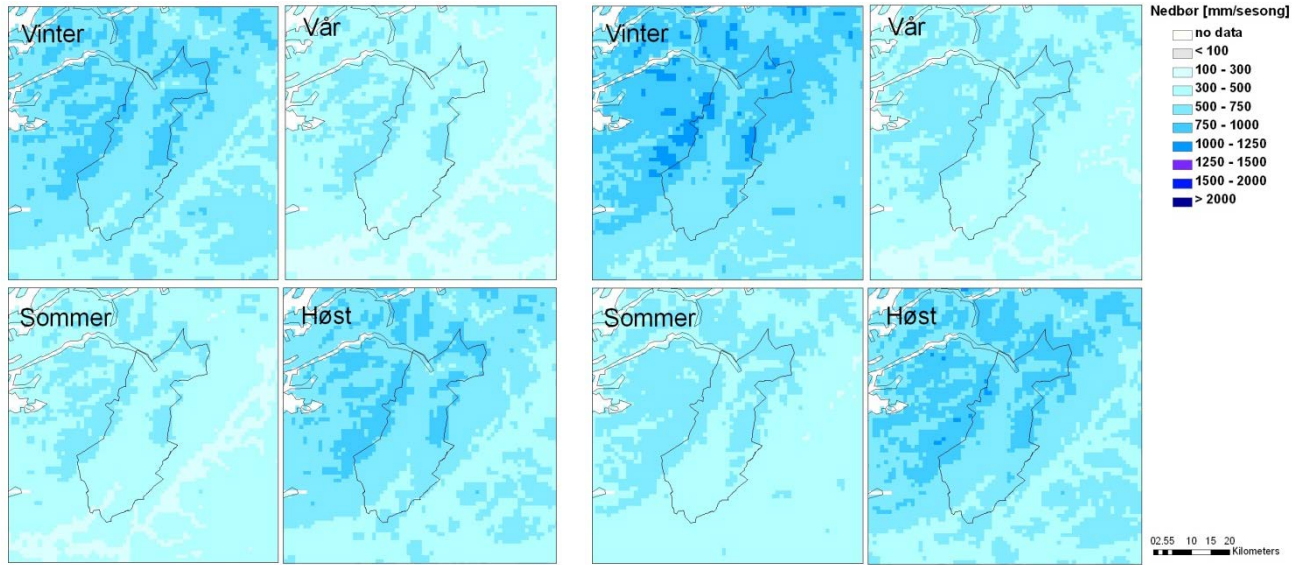 Vinter
Vår
Sommer
Høst
Vinter
Vår
Sommer
Høst
Nedbør [mm/sesong]
no data
< 100
100 - 300
300 - 500
500 - 750
750 - 1000
1000 - 1250
1250 - 1500
1500 - 2000
> 2000
02,55 10 15 20
Kilometers